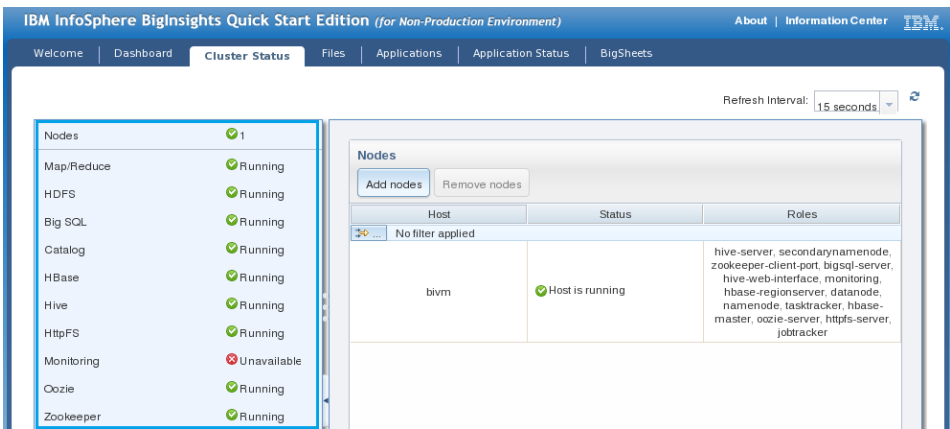 IBM InfoSphere BigInsights Quick Start Edition (for Non-Production Environment)
About | Information Center
IBM.
Welcome
Dashboard
Cluster Status
Files
Applications
Application Status
BigSheets
Refresh Interval: 15 seconds
Nodes 1
Map/Reduce Running
HDFS Running
Big SQL Running
Catalog Running
HBase Running
Hive Running
HttpFS Running
Monitoring Unavailable
Oozie Running
Zookeeper Running
Nodes
Add nodes
Remove nodes
Host Status Roles
... No filter applied
bivm
Host is running
hive-server, secondarynamenode,
zookeeper-client-port, bigsql-server,
hive-web-interface, monitoring,
hbase-regionserver, datanode,
namenode, tasktracker, hbase-
master, oozie-server, httpfs-server,
jobtracker